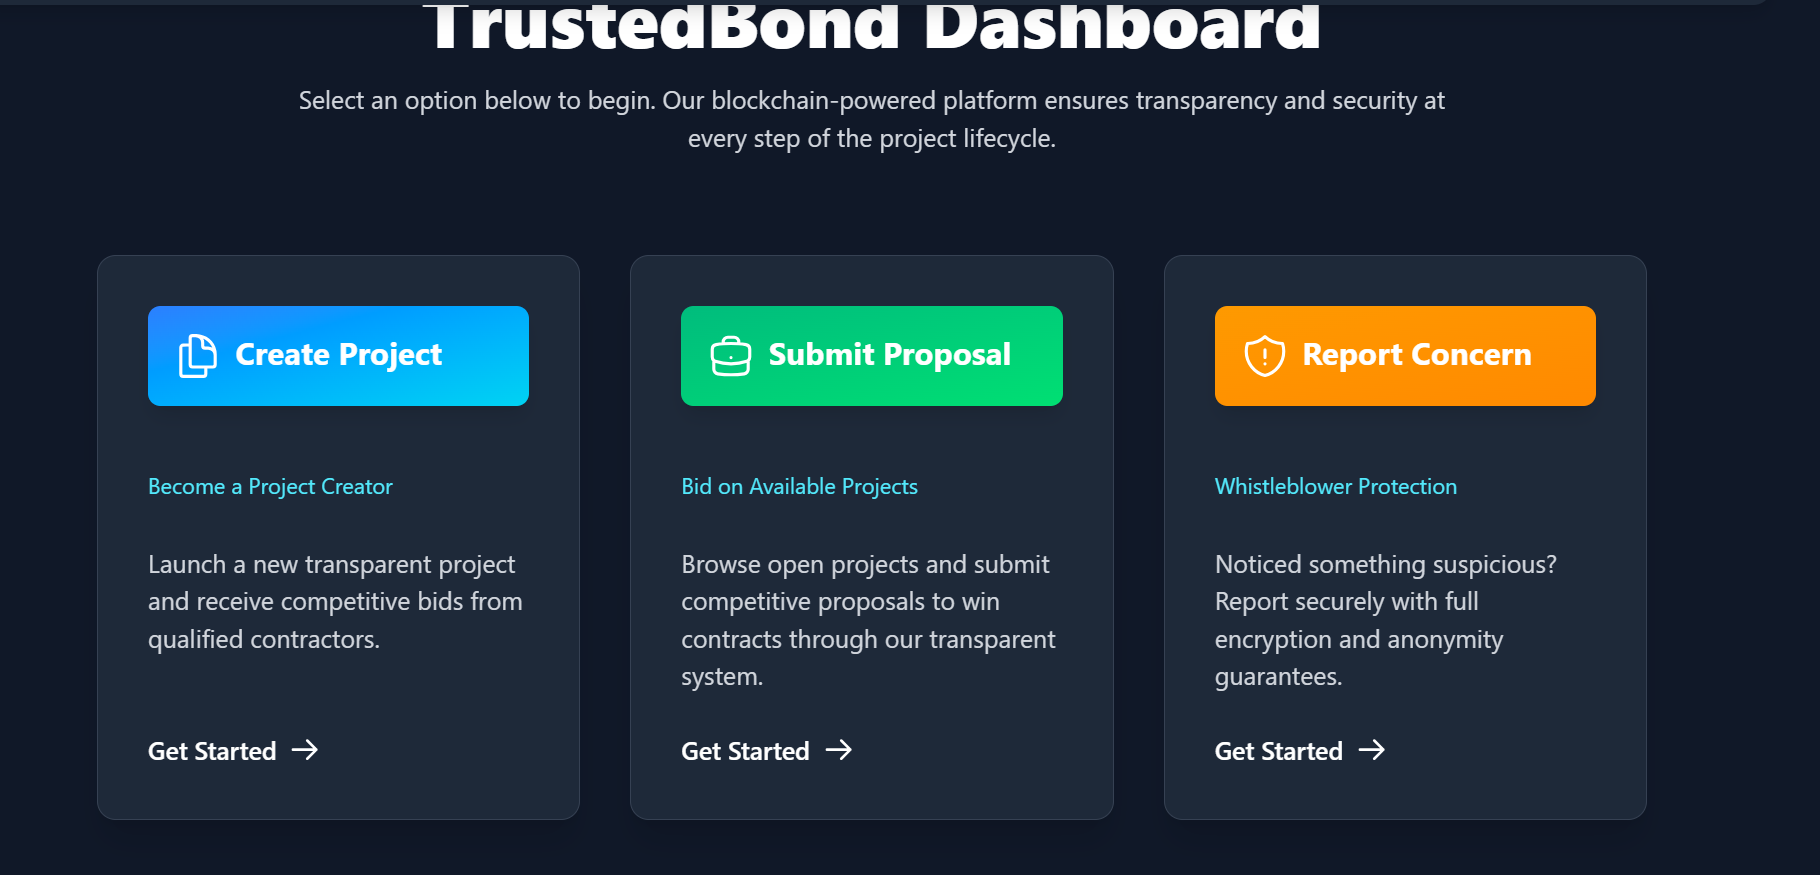 TrustedBond Dashboard
Select an option below to begin. Our blockchain-powered platform ensures transparency and security at
every step of the project lifecycle.
Create Project
Become a Project Creator
Launch a new transparent project
and receive competitive bids from
qualified contractors.
Get Started
Submit Proposal
Bid on Available Projects
Browse open projects and submit
competitive proposals to win
contracts through our transparent
system.
Get Started
Report Concern
Whistleblower Protection
Noticed something suspicious?
Report securely with full
encryption and anonymity
guarantees.
Get Started